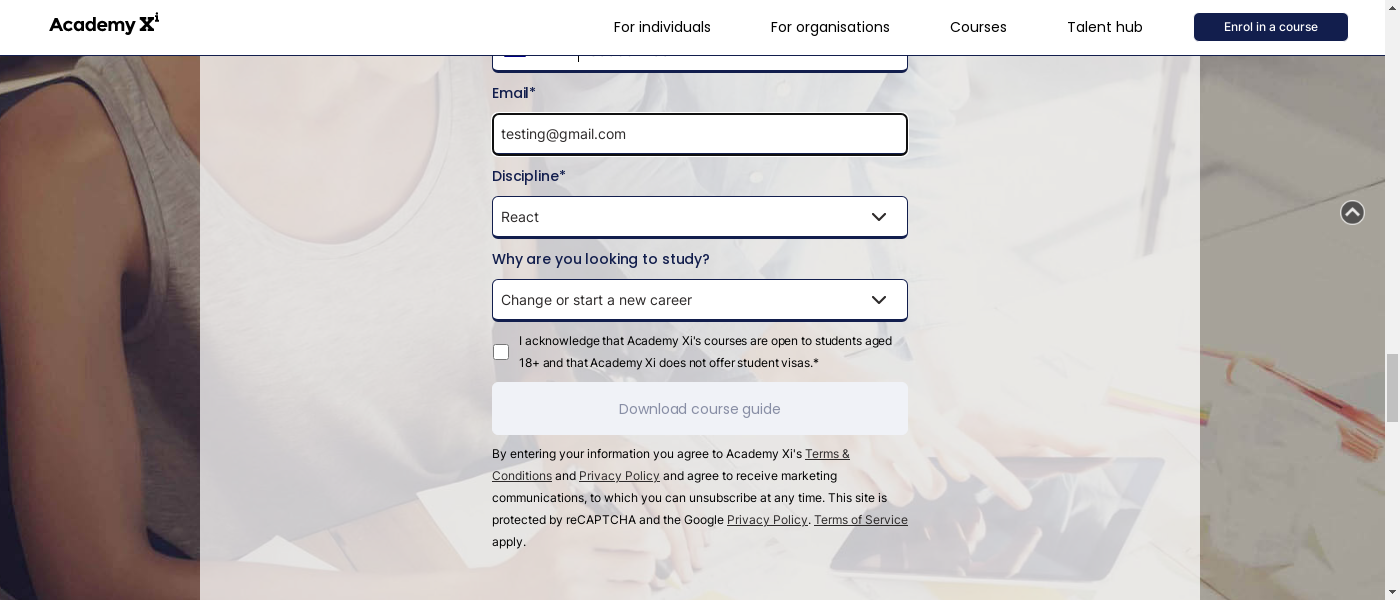 Academy Xi
For individuals
For organisations
Courses
Talent hub
Enrol in a course
Email*
testing@gmail.com
Discipline*
React
Why are you looking to study?
Change or start a new career
I acknowledge that Academy Xi's courses are open to students aged
18+ and that Academy Xi does not offer student visas.*
Download course guide
By entering your information you agree to Academy Xi's Terms &
Conditions and Privacy Policy and agree to receive marketing
communications, to which you can unsubscribe at any time. This site is
protected by reCAPTCHA and the Google Privacy Policy. Terms of Service
apply.